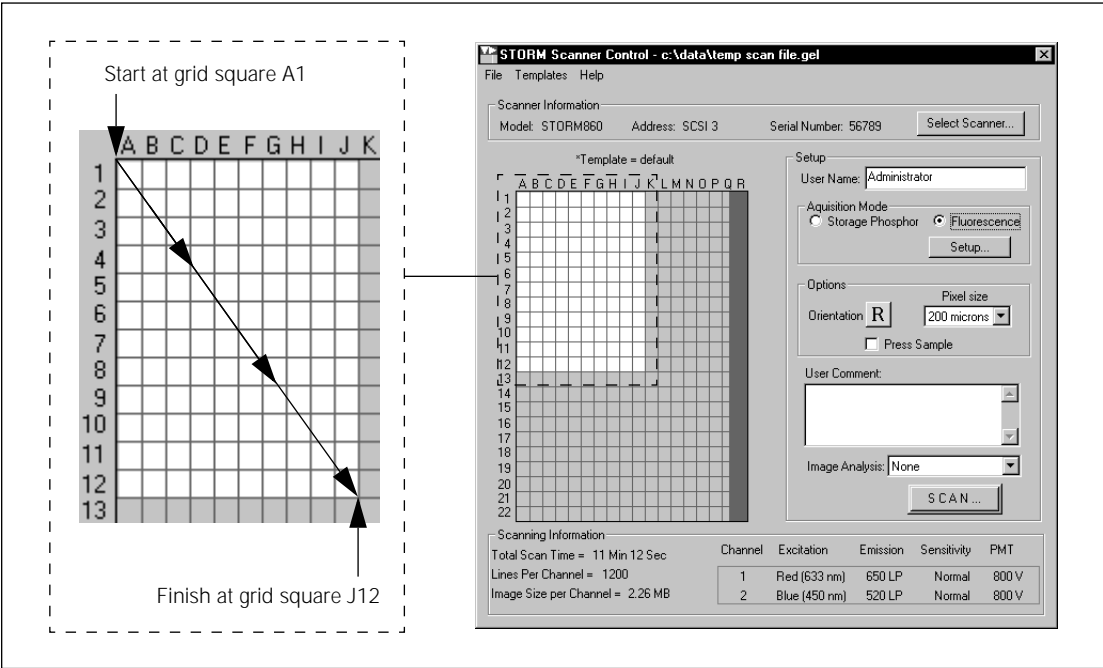 Start at grid square A1
A B C D E F G H I J K
1
2
3
4
5
6
7
8
9
10
11
12
13
Finish at grid square J12
STORM Scanner Control - c:\data\temp scan file.gel
File Templates Help
Scanner Information
Model: STORM860 Address: SCSI 3 Serial Number: 56789 Select Scanner...
*Template = default
A B C D E F G H I J K L M N O P Q R
1
2
3
4
5
6
7
8
9
10
11
12
13
14
15
16
17
18
19
20
21
22
Setup
User Name: Administrator
Aquisition Mode
Storage Phosphor Fluorescence
Setup...
Options
Pixel size
Orientation R 200 microns
Press Sample
User Comment:
Image Analysis: None
SCAN...
Scanning Information
Total Scan Time = 11 Min 12 Sec
Lines Per Channel = 1200
Image Size per Channel = 2.26 MB
Channel Excitation Emission Sensitivity PMT
1 Red (633 nm) 650 LP Normal 800 V
2 Blue (450 nm) 520 LP Normal 800 V